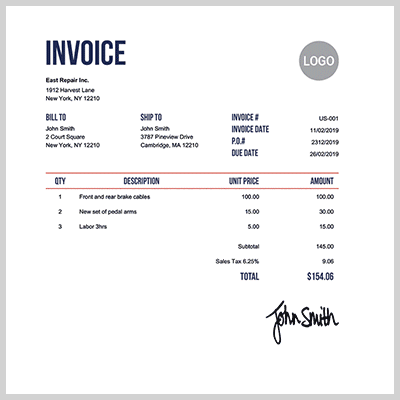 INVOICE
LOGO
East Repair Inc.
1912 Harvest Lane
New York, NY 12210
BILL TO
John Smith
2 Court Square
New York, NY 12210
SHIP TO
John Smith
3787 Pineview Drive
Cambridge, MA 12210
INVOICE # US-001
INVOICE DATE 11/02/2019
P.O.# 2312/2019
DUE DATE 26/02/2019
QTY DESCRIPTION UNIT PRICE AMOUNT
1 Front and rear brake cables 100.00 100.00
2 New set of pedal arms 15.00 30.00
3 Labor 3hrs 5.00 15.00
Subtotal 145.00
Sales Tax 6.25% 9.06
TOTAL $154.06
John Smith